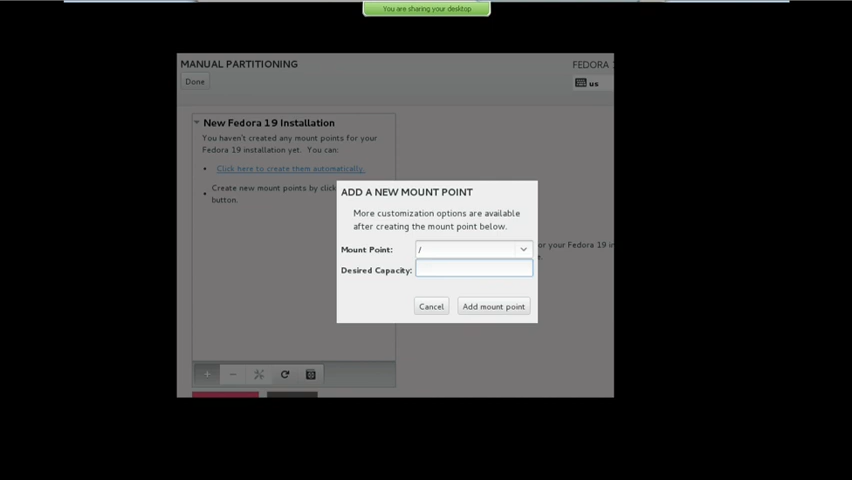 You are sharing your desktop
MANUAL PARTITIONING
FEDORA 1
Done
us
New Fedora 19 Installation
You haven't created any mount points for your
Fedora 19 installation yet. You can:
• Click here to create them automatically.
• Create new mount points by click
button.
ADD A NEW MOUNT POINT
More customization options are available
after creating the mount point below.
Mount Point: /
Desired Capacity:
Cancel Add mount point
or your Fedora 19 in
e.
+ −